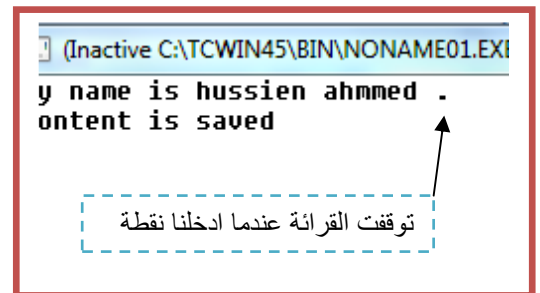 (Inactive C:\TCWIN45\BIN\NONAME01.EXE
y name is hussien ahmmed .
ontent is saved
توقفت القرائة عندما ادخلنا نقطة